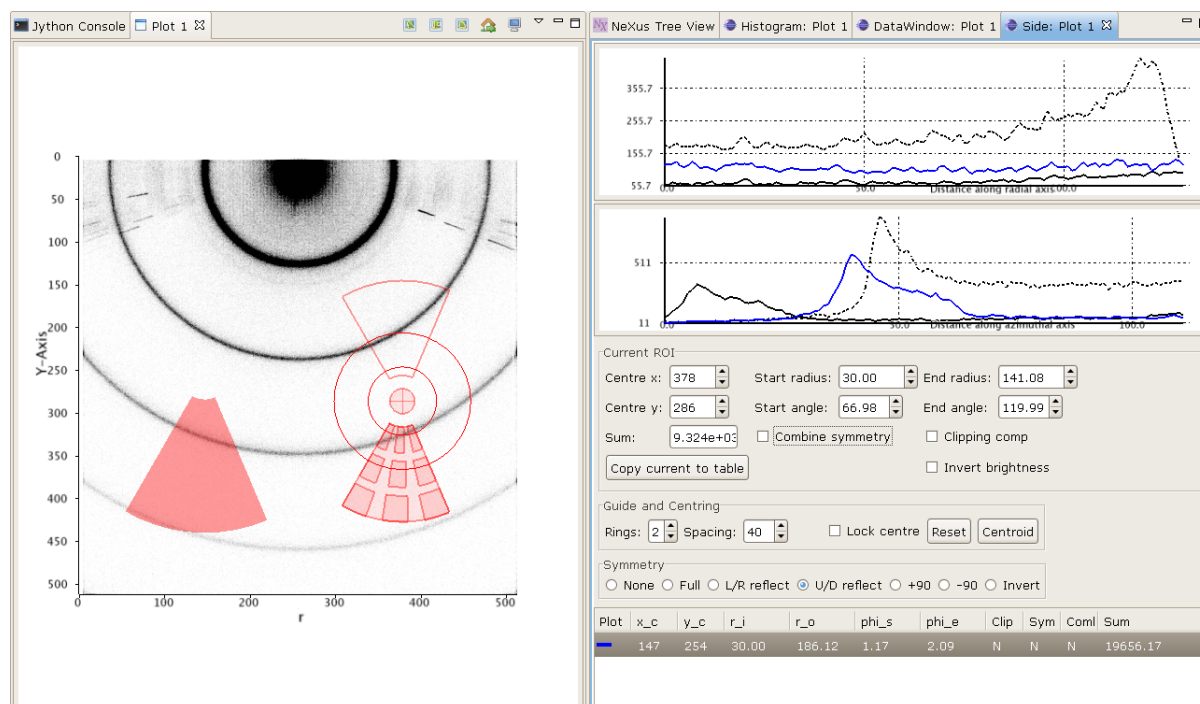 Jython Console Plot 1
0
50
100
150
200
250
300
350
400
450
500
Y-Axis
0 100 200 300 400 500
r
NeXus Tree View Histogram: Plot 1 DataWindow: Plot 1 Side: Plot 1
355.7
255.7
155.7
55.7
0.0 50.0 Distance along radial axis 100.0
511
11
0.0 50.0 Distance along azimuthal axis 100.0
Current ROI
Centre x: 378 Start radius: 30.00 End radius: 141.08
Centre y: 286 Start angle: 66.98 End angle: 119.99
Sum: 9.324e+03 Combine symmetry Clipping comp
Copy current to table Invert brightness
Guide and Centring
Rings: 2 Spacing: 40 Lock centre Reset Centroid
Symmetry
None Full L/R reflect U/D reflect +90 -90 Invert
Plot x_c y_c r_i r_o phi_s phi_e Clip Sym Coml Sum
147 254 30.00 186.12 1.17 2.09 N N N 19656.17